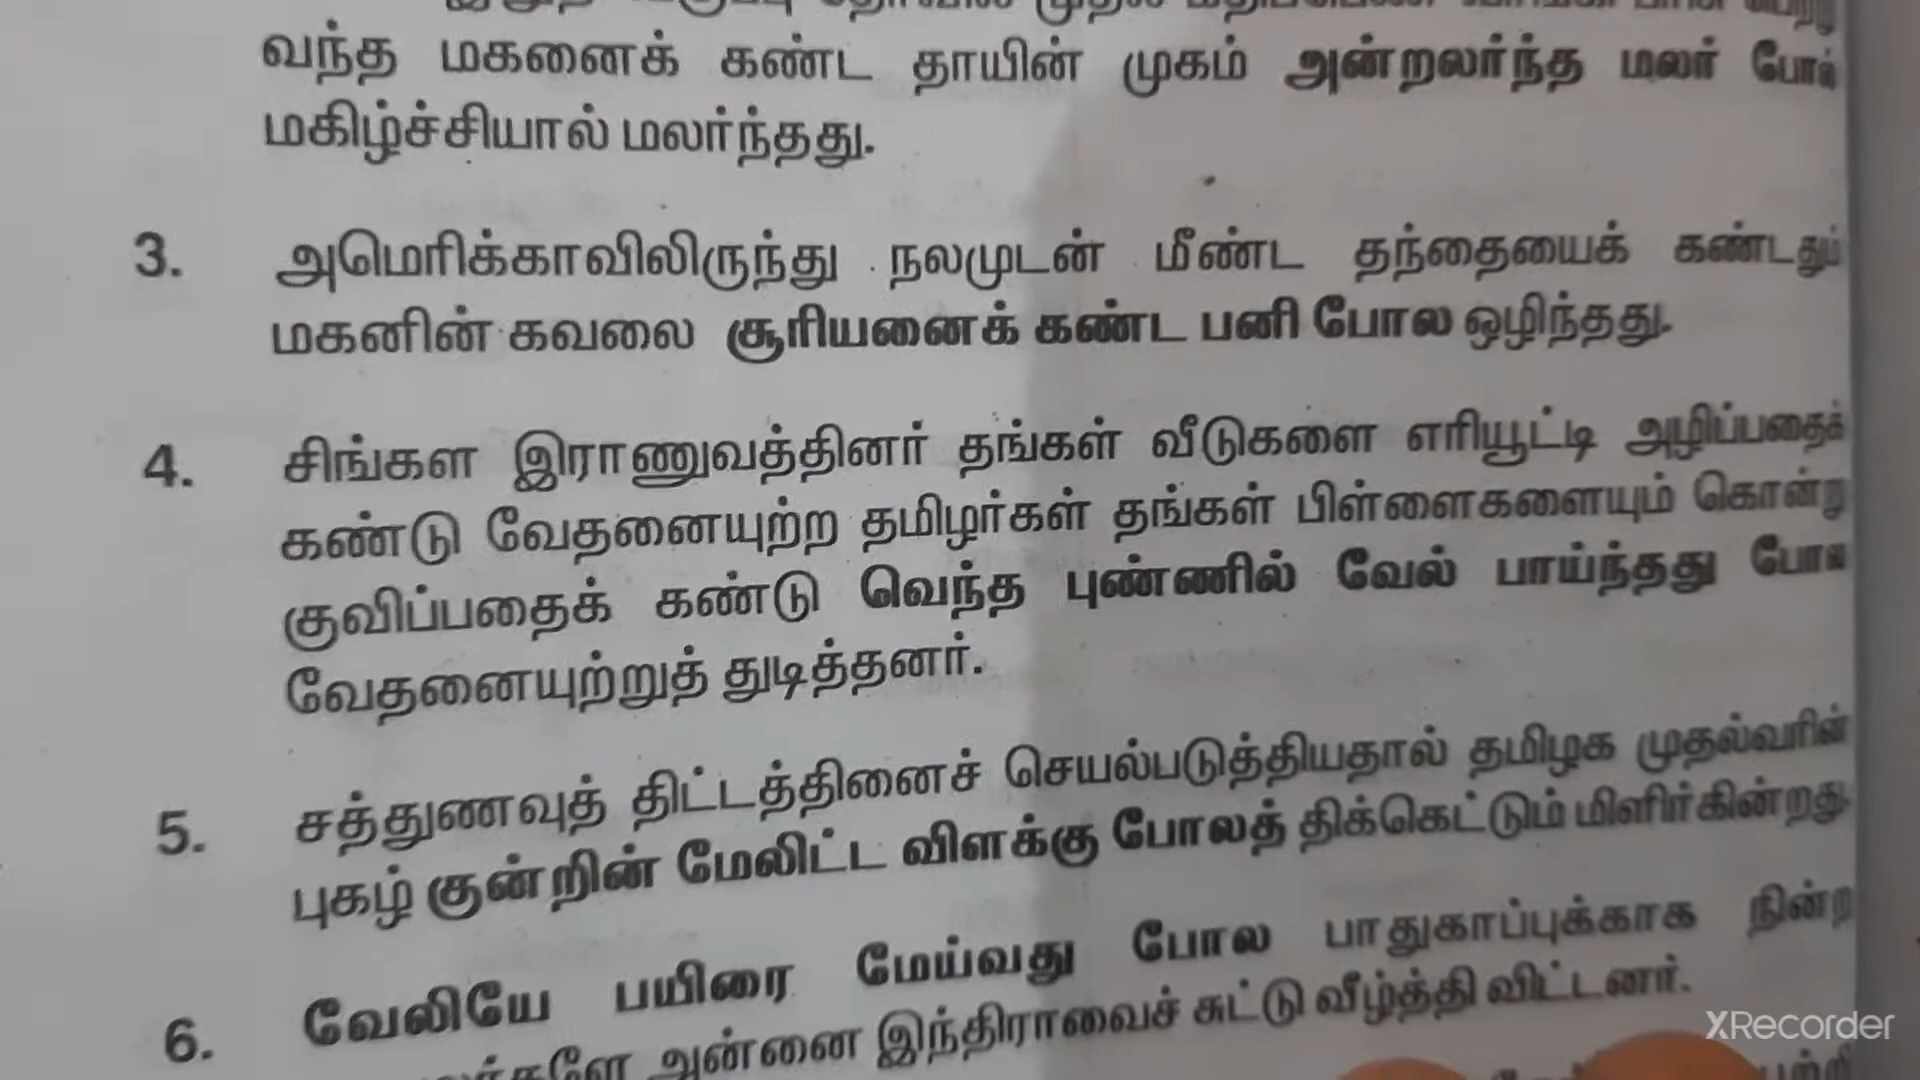 வந்த மகனைக் கண்ட தாயின் முகம் அன்றலர்ந்த மலர் போல்
மகிழ்ச்சியால் மலர்ந்தது.
3. அமெரிக்காவிலிருந்து நலமுடன் மீண்ட தந்தையைக் கண்டதும்
மகனின் கவலை சூரியனைக் கண்ட பனி போல ஒழிந்தது.
4. சிங்கள இராணுவத்தினர் தங்கள் வீடுகளை எரியூட்டி அழிப்பதைக்
கண்டு வேதனையுற்ற தமிழர்கள் தங்கள் பிள்ளைகளையும் கொன்று
குவிப்பதைக் கண்டு வெந்த புண்ணில் வேல் பாய்ந்தது போல
வேதனையுற்றுத் துடித்தனர்.
5. சத்துணவுத் திட்டத்தினைச் செயல்படுத்தியதால் தமிழக முதல்வரின்
புகழ் குன்றின் மேலிட்ட விளக்கு போலத் திக்கெட்டும் மிளிர்கின்றது.
6. வேலியே பயிரை மேய்வது போல பாதுகாப்புக்காக நின்ற
அன்னை இந்திராவைச் சுட்டு வீழ்த்தி விட்டனர்.
XRecorder